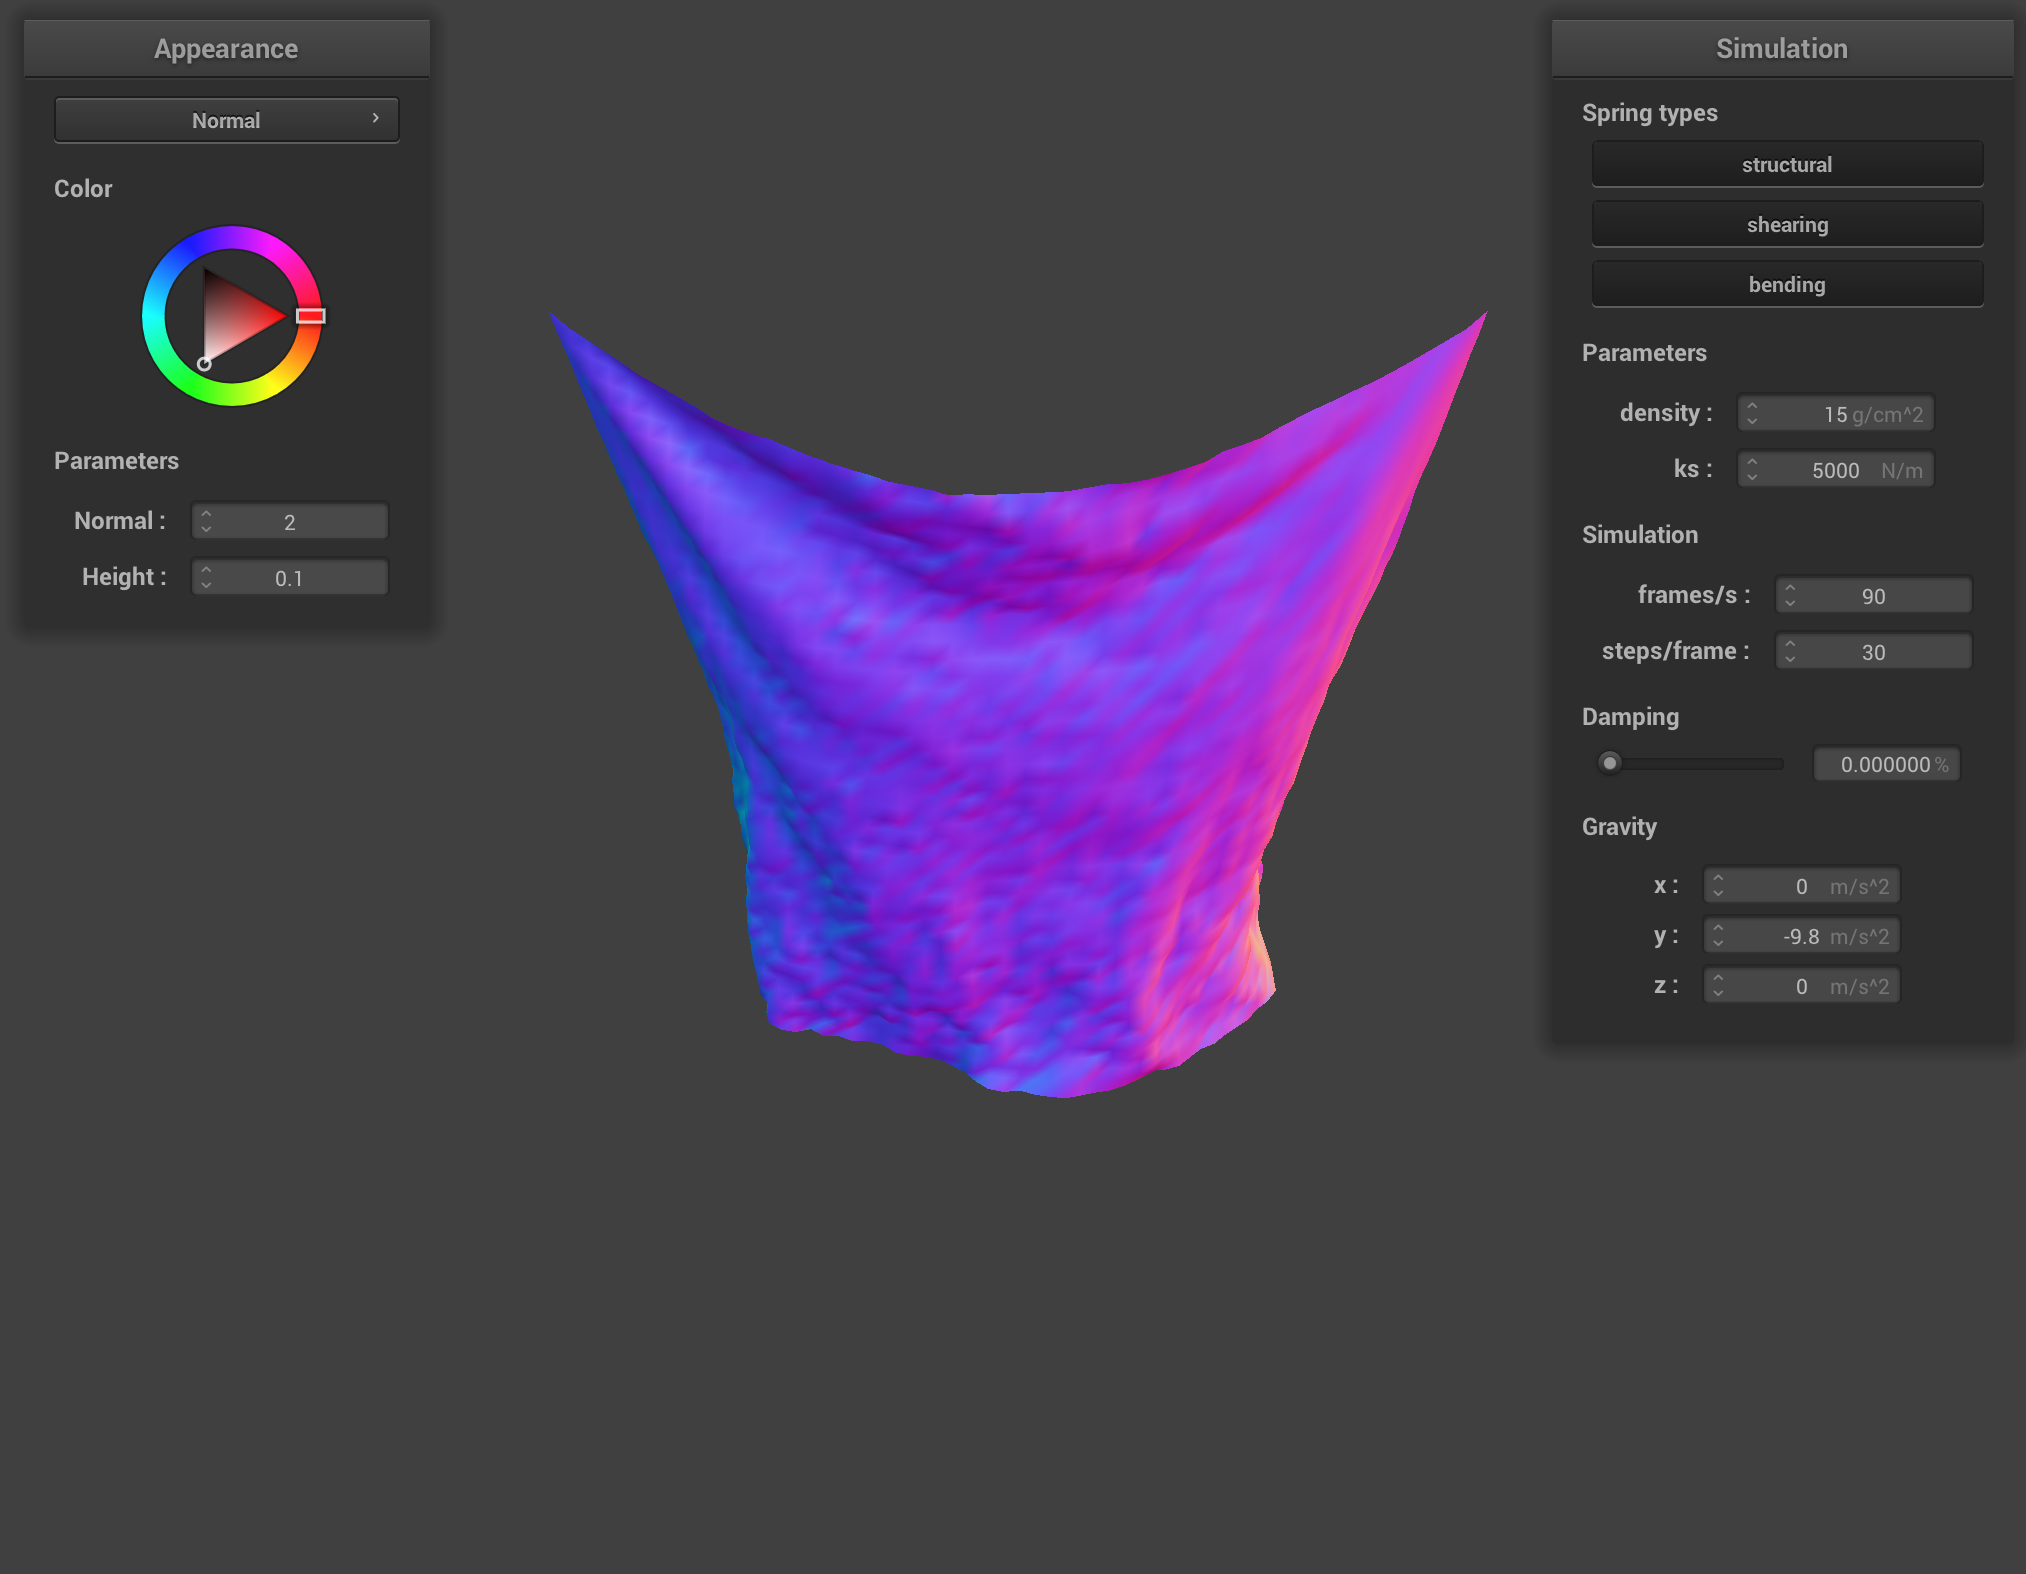 Appearance
Normal
Color
Parameters
Normal : 2
Height : 0.1
Simulation
Spring types
structural
shearing
bending
Parameters
density : 15 g/cm^2
ks : 5000 N/m
Simulation
frames/s : 90
steps/frame : 30
Damping
0.000000 %
Gravity
x : 0 m/s^2
y : -9.8 m/s^2
z : 0 m/s^2